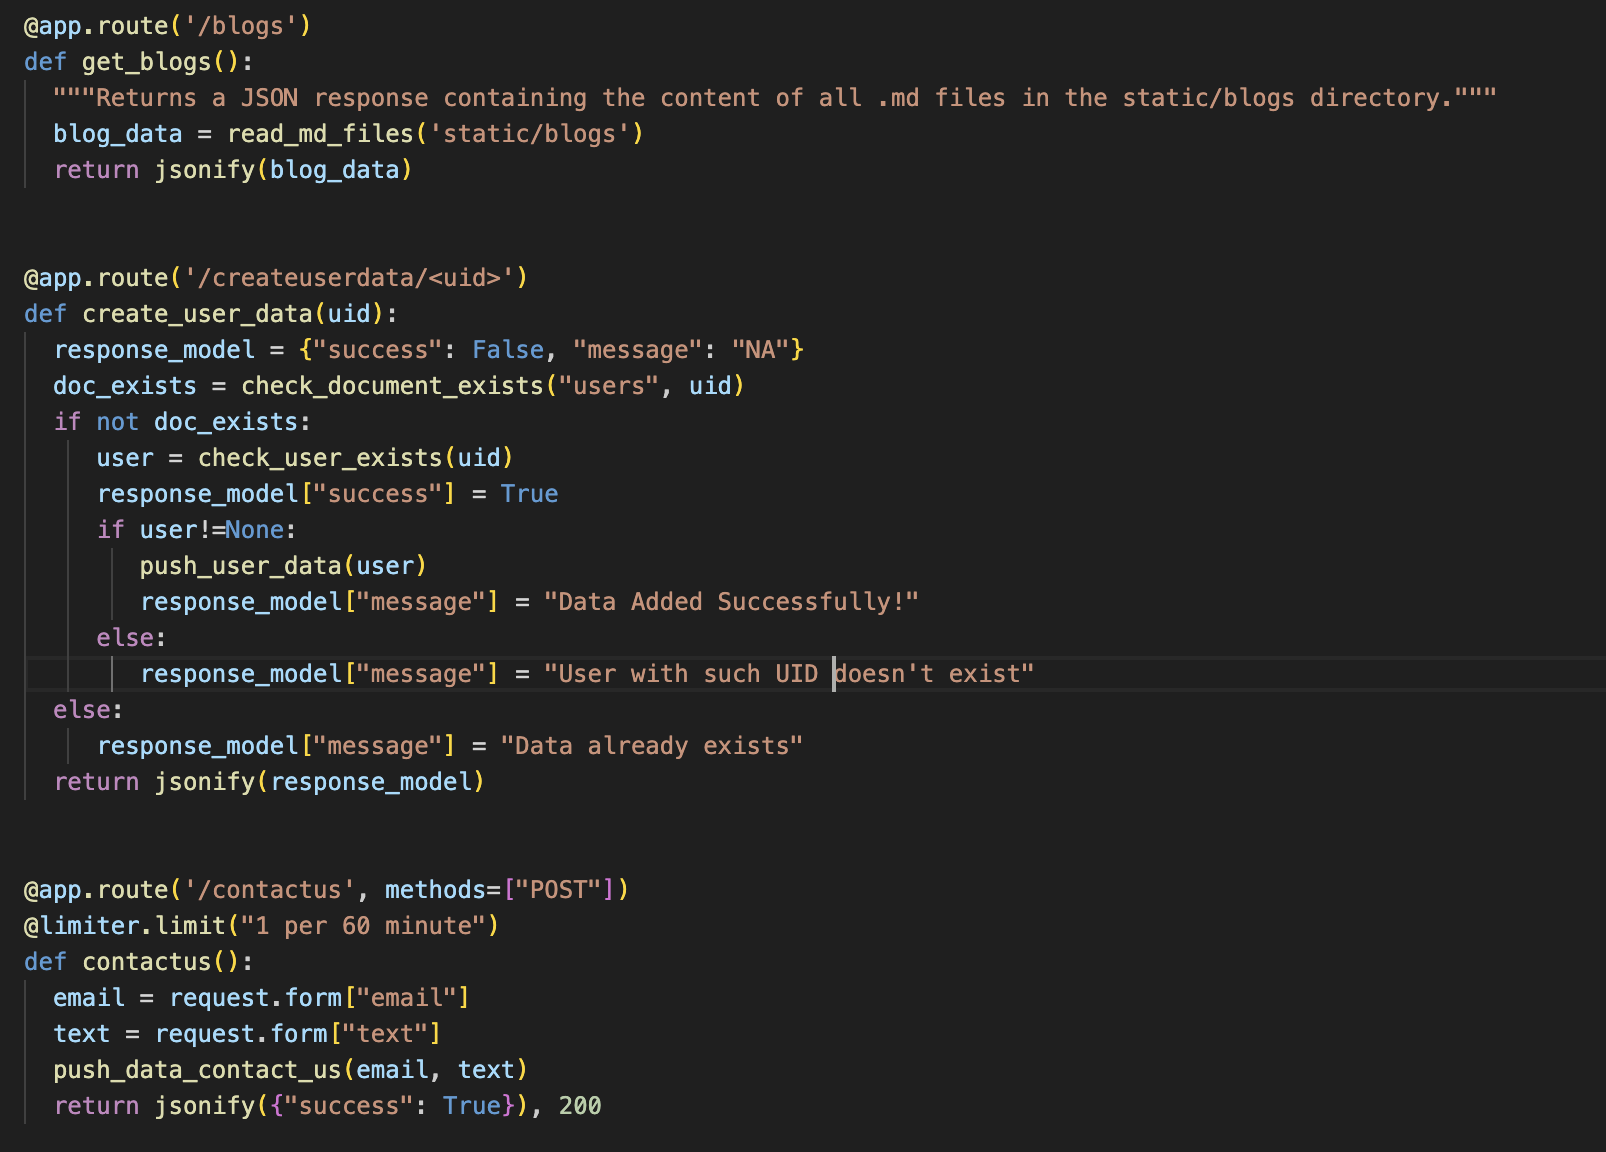 @app.route('/blogs')
def get_blogs():
  """Returns a JSON response containing the content of all .md files in the static/blogs directory."""
  blog_data = read_md_files('static/blogs')
  return jsonify(blog_data)


@app.route('/createuserdata/<uid>')
def create_user_data(uid):
  response_model = {"success": False, "message": "NA"}
  doc_exists = check_document_exists("users", uid)
  if not doc_exists:
     user = check_user_exists(uid)
     response_model["success"] = True
     if user!=None:
        push_user_data(user)
        response_model["message"] = "Data Added Successfully!"
     else:
        response_model["message"] = "User with such UID doesn't exist"
  else:
     response_model["message"] = "Data already exists"
  return jsonify(response_model)


@app.route('/contactus', methods=["POST"])
@limiter.limit("1 per 60 minute")
def contactus():
  email = request.form["email"]
  text = request.form["text"]
  push_data_contact_us(email, text)
  return jsonify({"success": True}), 200